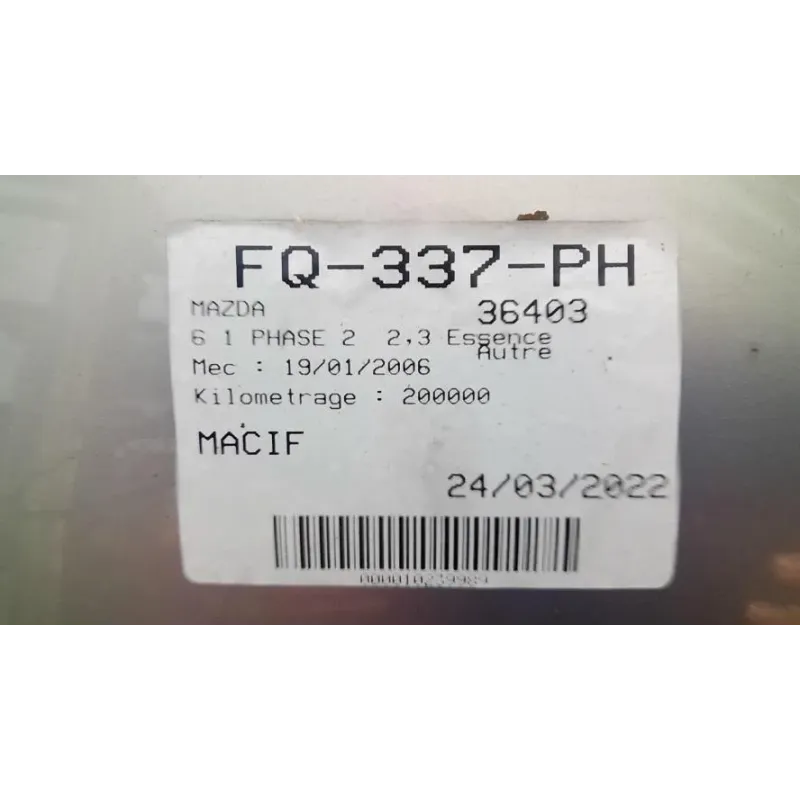 FQ-337-PH
MAZDA 36403
6 1 PHASE 2 2,3 Essence
Autre
Mec : 19/01/2006
Kilometrage : 200000
MACIF
24/03/2022
000010239989